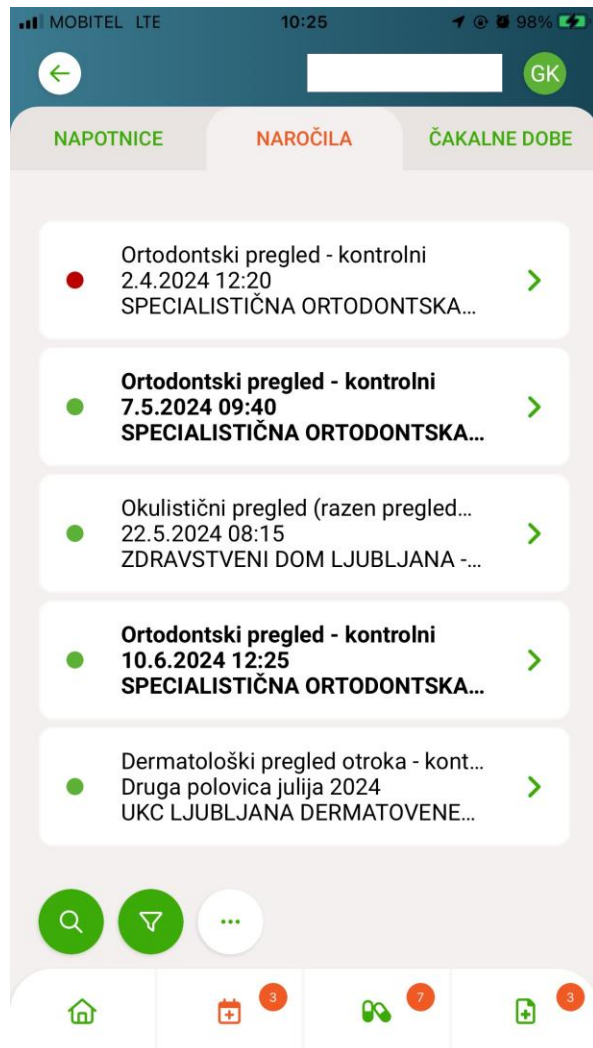 MOBITEL LTE 10:25 98%
GK
NAPOTNICE NAROČILA ČAKALNE DOBE
Ortodontski pregled - kontrolni
2.4.2024 12:20
SPECIALISTIČNA ORTODONTSKA...
Ortodontski pregled - kontrolni
7.5.2024 09:40
SPECIALISTIČNA ORTODONTSKA...
Okulistični pregled (razen pregled...
22.5.2024 08:15
ZDRAVSTVENI DOM LJUBLJANA -...
Ortodontski pregled - kontrolni
10.6.2024 12:25
SPECIALISTIČNA ORTODONTSKA...
Dermatološki pregled otroka - kont...
Druga polovica julija 2024
UKC LJUBLJANA DERMATOVENE...
3 7 3